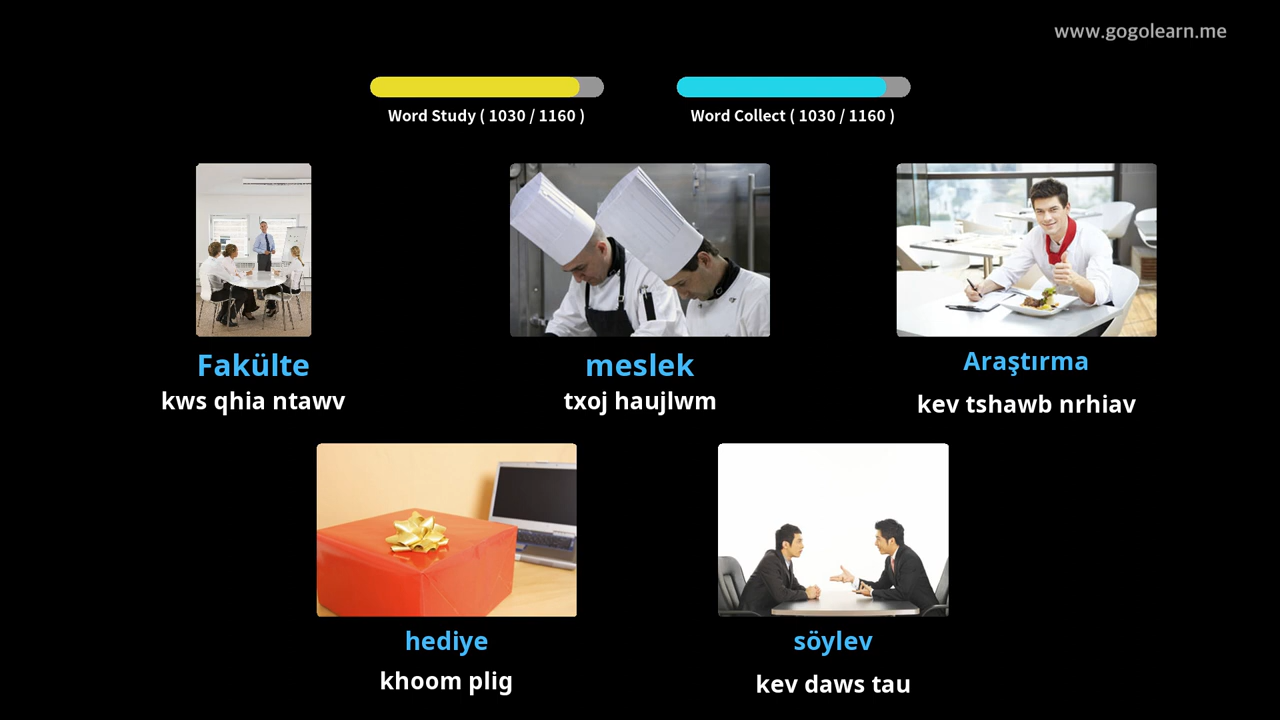 www.gogolearn.me
Word Study ( 1030 / 1160 )
Word Collect ( 1030 / 1160 )
Fakülte
kws qhia ntawv
meslek
txoj haujlwm
Araştırma
kev tshawb nrhiav
hediye
khoom plig
söylev
kev daws tau